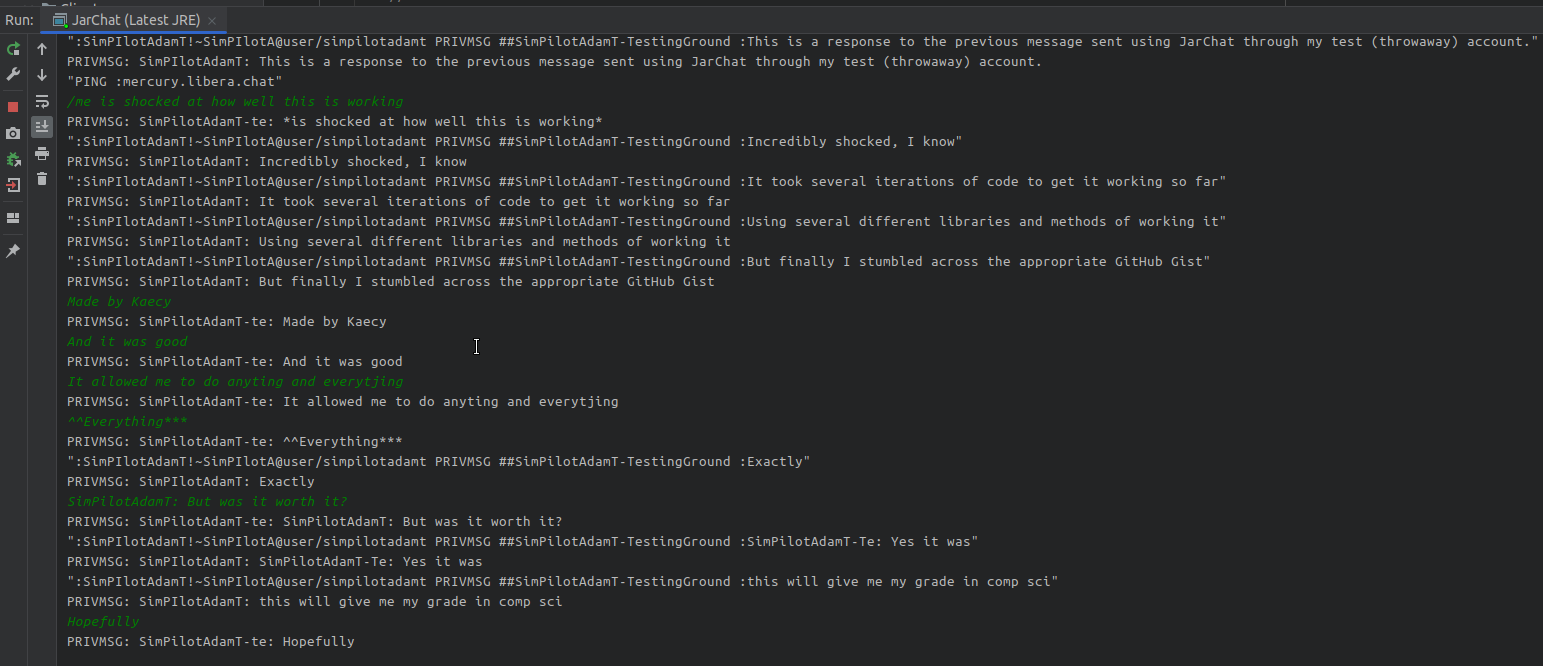 Run: JarChat (Latest JRE) ×
":SimPIlotAdamT!~SimPIlotA@user/simpilotadamt PRIVMSG ##SimPilotAdamT-TestingGround :This is a response to the previous message sent using JarChat through my test (throwaway) account."
PRIVMSG: SimPIlotAdamT: This is a response to the previous message sent using JarChat through my test (throwaway) account.
"PING :mercury.libera.chat"
/me is shocked at how well this is working
PRIVMSG: SimPIlotAdamT-te: *is shocked at how well this is working*
":SimPIlotAdamT!~SimPIlotA@user/simpilotadamt PRIVMSG ##SimPilotAdamT-TestingGround :Incredibly shocked, I know"
PRIVMSG: SimPIlotAdamT: Incredibly shocked, I know
":SimPIlotAdamT!~SimPIlotA@user/simpilotadamt PRIVMSG ##SimPilotAdamT-TestingGround :It took several iterations of code to get it working so far"
PRIVMSG: SimPIlotAdamT: It took several iterations of code to get it working so far
":SimPIlotAdamT!~SimPIlotA@user/simpilotadamt PRIVMSG ##SimPilotAdamT-TestingGround :Using several different libraries and methods of working it"
PRIVMSG: SimPIlotAdamT: Using several different libraries and methods of working it
":SimPIlotAdamT!~SimPIlotA@user/simpilotadamt PRIVMSG ##SimPilotAdamT-TestingGround :But finally I stumbled across the appropriate GitHub Gist"
PRIVMSG: SimPIlotAdamT: But finally I stumbled across the appropriate GitHub Gist
Made by Kaecy
PRIVMSG: SimPIlotAdamT-te: Made by Kaecy
And it was good
PRIVMSG: SimPIlotAdamT-te: And it was good
It allowed me to do anyting and everytjing
PRIVMSG: SimPIlotAdamT-te: It allowed me to do anyting and everytjing
^^Everything***
PRIVMSG: SimPIlotAdamT-te: ^^Everything***
":SimPIlotAdamT!~SimPIlotA@user/simpilotadamt PRIVMSG ##SimPilotAdamT-TestingGround :Exactly"
PRIVMSG: SimPIlotAdamT: Exactly
SimPilotAdamT: But was it worth it?
PRIVMSG: SimPIlotAdamT-te: SimPilotAdamT: But was it worth it?
":SimPIlotAdamT!~SimPIlotA@user/simpilotadamt PRIVMSG ##SimPilotAdamT-TestingGround :SimPilotAdamT-Te: Yes it was"
PRIVMSG: SimPIlotAdamT: SimPilotAdamT-Te: Yes it was
":SimPIlotAdamT!~SimPIlotA@user/simpilotadamt PRIVMSG ##SimPilotAdamT-TestingGround :this will give me my grade in comp sci"
PRIVMSG: SimPIlotAdamT: this will give me my grade in comp sci
Hopefully
PRIVMSG: SimPIlotAdamT-te: Hopefully